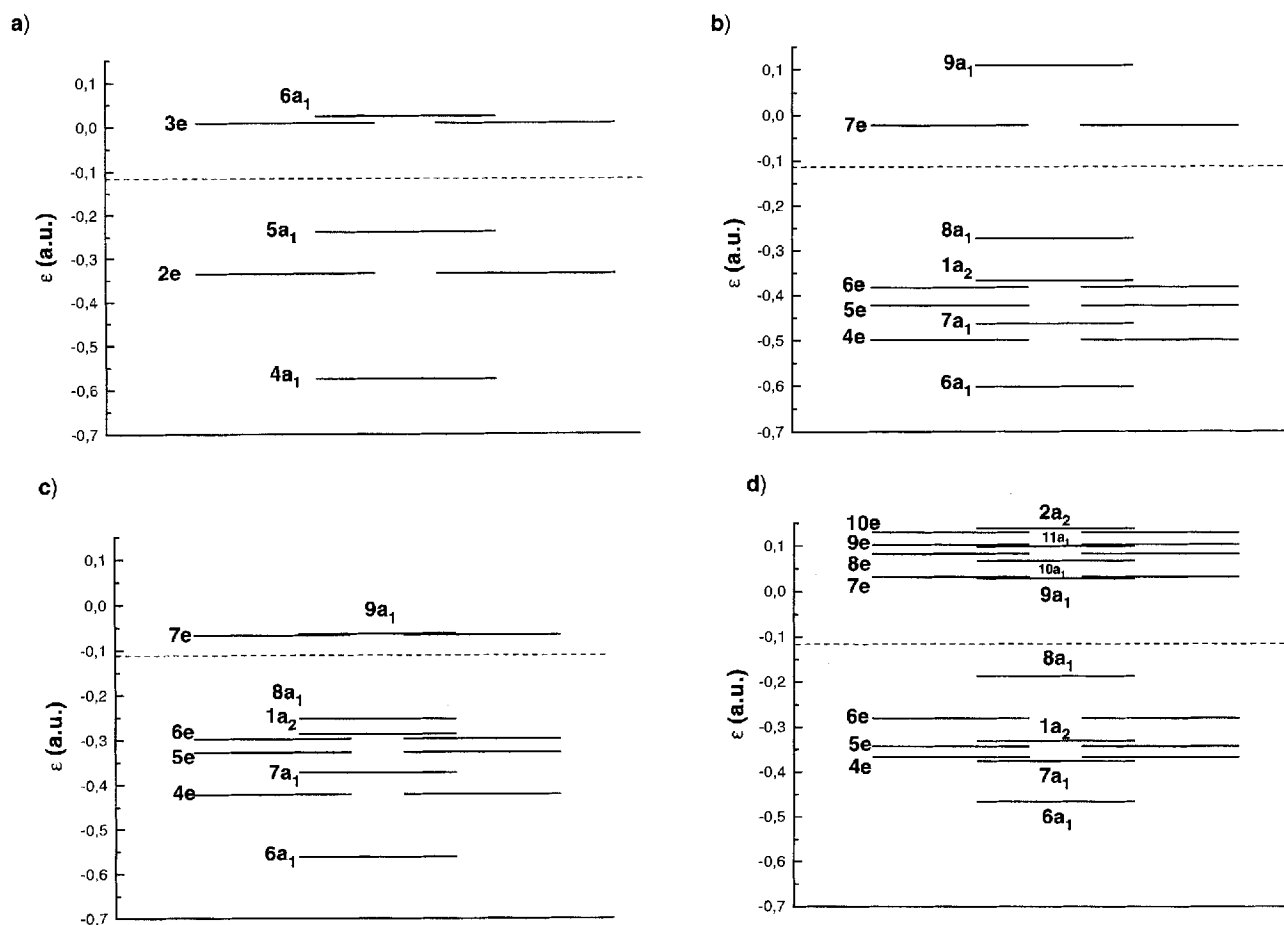 a)
ε (a.u.)
0,1
0,0
-0,1
-0,2
-0,3
-0,4
-0,5
-0,6
-0,7
6a1
3e
5a1
2e
4a1
b)
ε (a.u.)
0,1
0,0
-0,1
-0,2
-0,3
-0,4
-0,5
-0,6
-0,7
9a1
7e
8a1
1a2
6e
5e
7a1
4e
6a1
c)
ε (a.u.)
0,1
0,0
-0,1
-0,2
-0,3
-0,4
-0,5
-0,6
-0,7
9a1
7e
8a1
1a2
6e
5e
7a1
4e
6a1
d)
ε (a.u.)
0,1
0,0
-0,1
-0,2
-0,3
-0,4
-0,5
-0,6
-0,7
2a2
10e
11a1
9e
8e
10a1
7e
9a1
8a1
6e
1a2
5e
4e
7a1
6a1